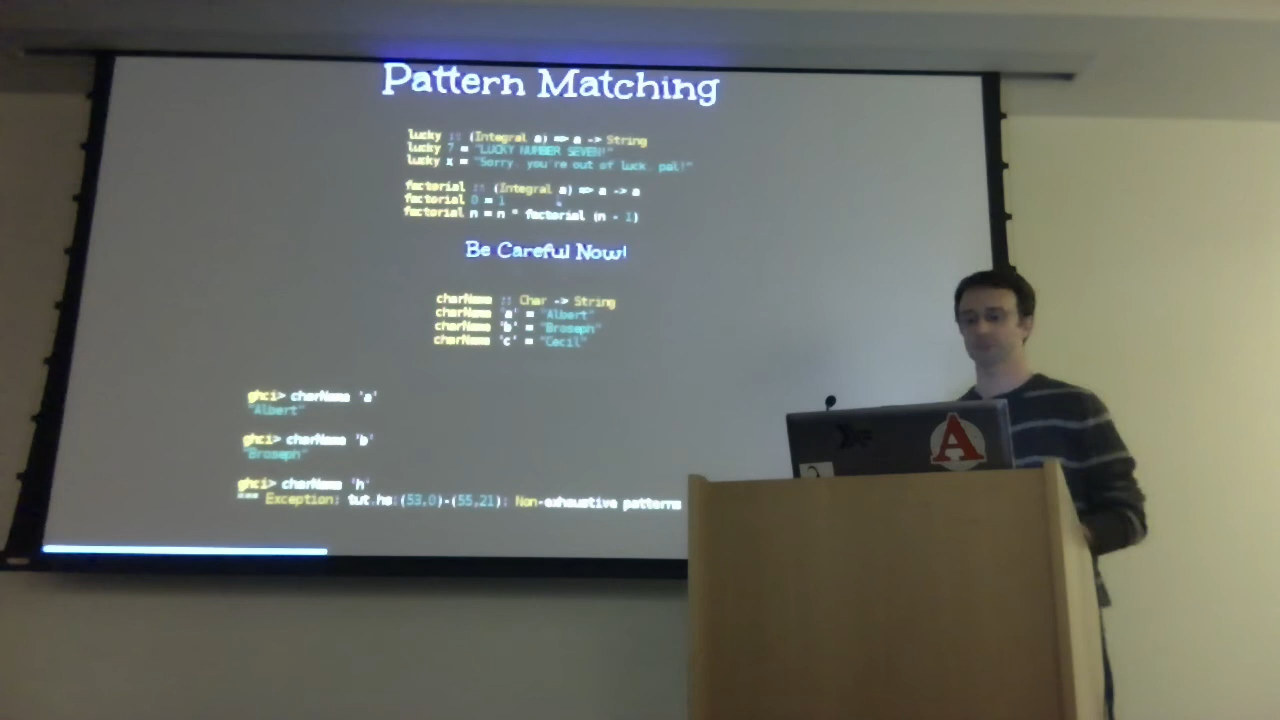 Pattern Matching
lucky :: (Integral a) => a -> String
lucky 7 = "LUCKY NUMBER SEVEN!"
lucky x = "Sorry, you're out of luck, pal!"
factorial :: (Integral a) => a -> a
factorial 0 = 1
factorial n = n * factorial (n - 1)
Be Careful Now!
charName :: Char -> String
charName 'a' = "Albert"
charName 'b' = "Broseph"
charName 'c' = "Cecil"
ghci> charName 'a'
"Albert"
ghci> charName 'b'
"Broseph"
ghci> charName 'h'
*** Exception: tut.hs:(53,0)-(55,21): Non-exhaustive patterns
A